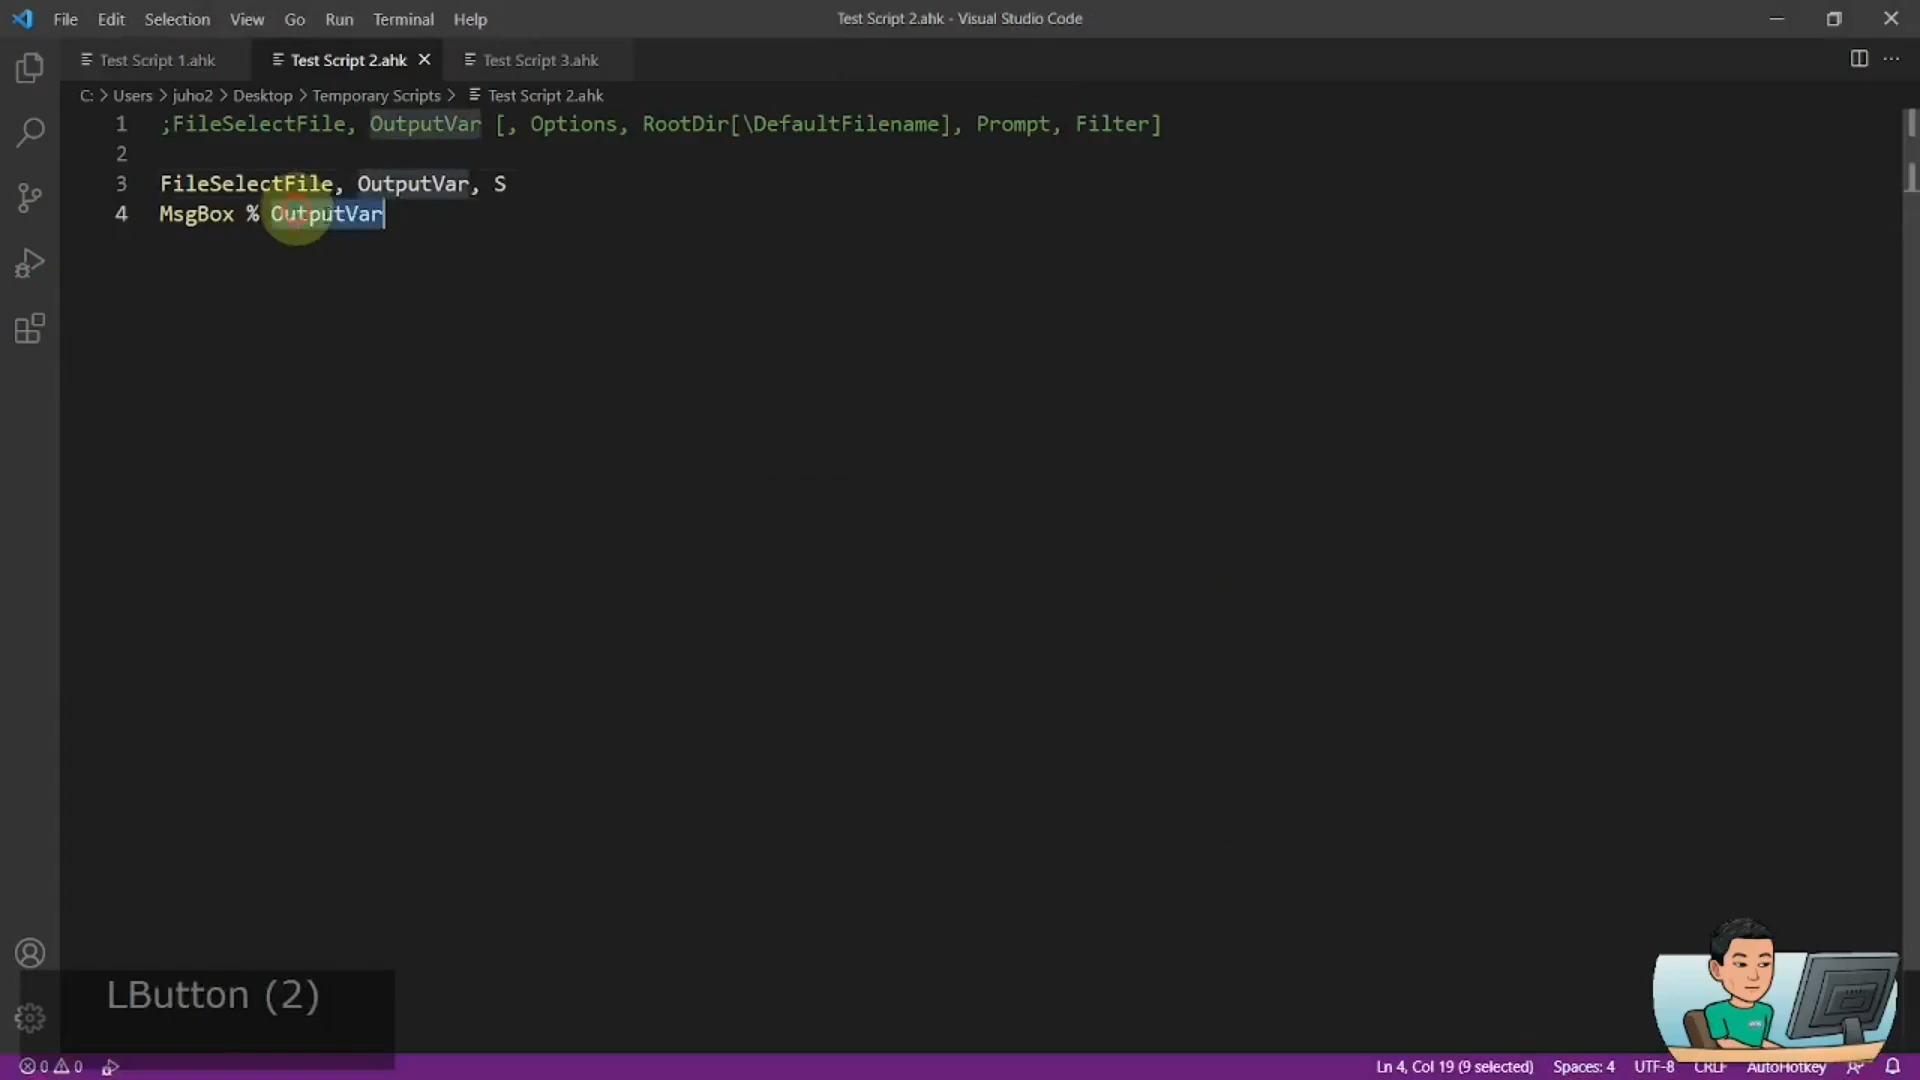 File Edit Selection View Go Run Terminal Help
Test Script 2.ahk - Visual Studio Code
Test Script 1.ahk
Test Script 2.ahk
Test Script 3.ahk
C: > Users > juho2 > Desktop > Temporary Scripts > Test Script 2.ahk
1 ;FileSelectFile, OutputVar [, Options, RootDir[\DefaultFilename], Prompt, Filter]
2
3 FileSelectFile, OutputVar, S
4 MsgBox % OutputVar
LButton (2)
0 0
Ln 4, Col 19 (9 selected) Spaces: 4 UTF-8 CRLF AutoHotkey